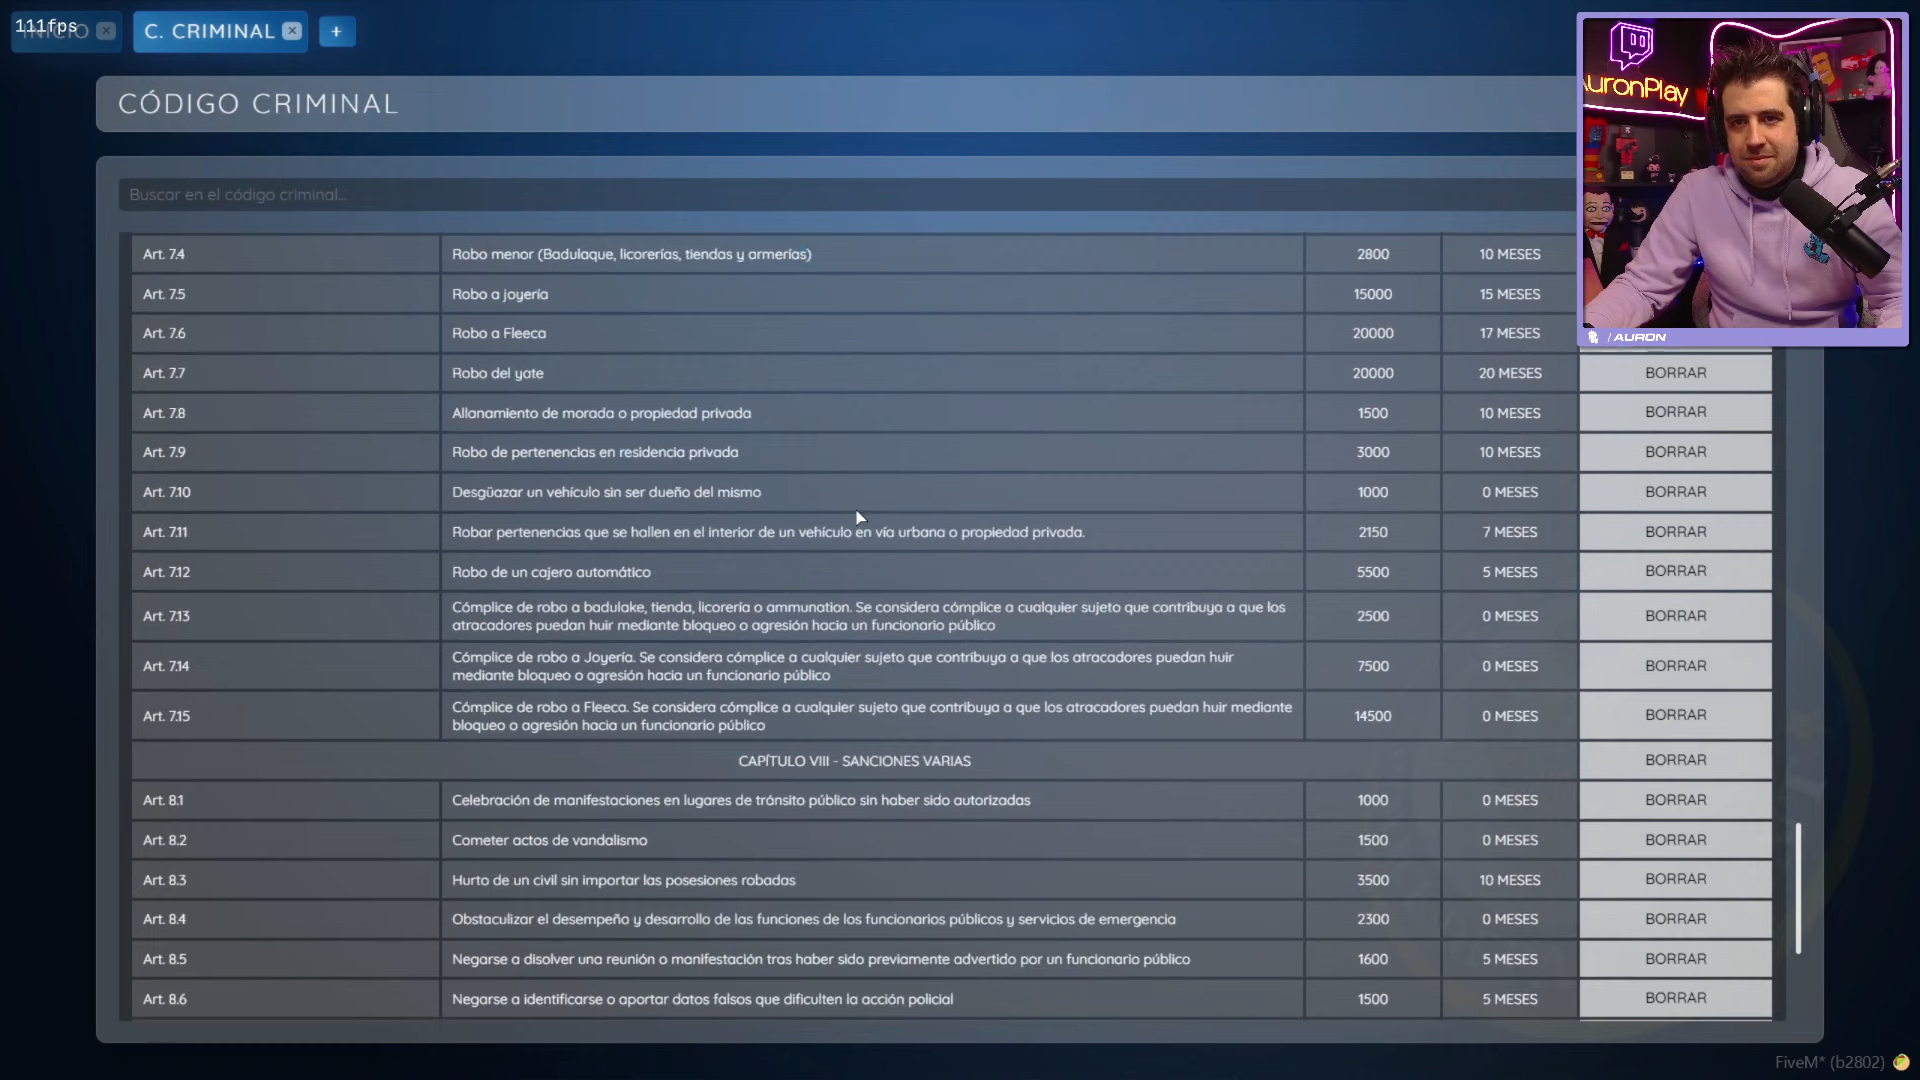 111fps
INICIO
C. CRIMINAL
+
CÓDIGO CRIMINAL
Buscar en el código criminal...
Art. 7.4 Robo menor (Badulaque, licorerías, tiendas y armerías) 2800 10 MESES
Art. 7.5 Robo a joyería 15000 15 MESES
Art. 7.6 Robo a Fleeca 20000 17 MESES
Art. 7.7 Robo del yate 20000 20 MESES BORRAR
Art. 7.8 Allanamiento de morada o propiedad privada 1500 10 MESES BORRAR
Art. 7.9 Robo de pertenencias en residencia privada 3000 10 MESES BORRAR
Art. 7.10 Desgüazar un vehículo sin ser dueño del mismo 1000 0 MESES BORRAR
Art. 7.11 Robar pertenencias que se hallen en el interior de un vehículo en vía urbana o propiedad privada. 2150 7 MESES BORRAR
Art. 7.12 Robo de un cajero automático 5500 5 MESES BORRAR
Art. 7.13 Cómplice de robo a badulake, tienda, licorería o ammunation. Se considera cómplice a cualquier sujeto que contribuya a que los
atracadores puedan huir mediante bloqueo o agresión hacia un funcionario público 2500 0 MESES BORRAR
Art. 7.14 Cómplice de robo a Joyería. Se considera cómplice a cualquier sujeto que contribuya a que los atracadores puedan huir
mediante bloqueo o agresión hacia un funcionario público 7500 0 MESES BORRAR
Art. 7.15 Cómplice de robo a Fleeca. Se considera cómplice a cualquier sujeto que contribuya a que los atracadores puedan huir mediante
bloqueo o agresión hacia un funcionario público 14500 0 MESES BORRAR
CAPÍTULO VIII - SANCIONES VARIAS BORRAR
Art. 8.1 Celebración de manifestaciones en lugares de tránsito público sin haber sido autorizadas 1000 0 MESES BORRAR
Art. 8.2 Cometer actos de vandalismo 1500 0 MESES BORRAR
Art. 8.3 Hurto de un civil sin importar las posesiones robadas 3500 10 MESES BORRAR
Art. 8.4 Obstaculizar el desempeño y desarrollo de las funciones de los funcionarios públicos y servicios de emergencia 2300 0 MESES BORRAR
Art. 8.5 Negarse a disolver una reunión o manifestación tras haber sido previamente advertido por un funcionario público 1600 5 MESES BORRAR
Art. 8.6 Negarse a identificarse o aportar datos falsos que dificulten la acción policial 1500 5 MESES BORRAR
AuronPlay
/AURON
FiveM* (b2802)